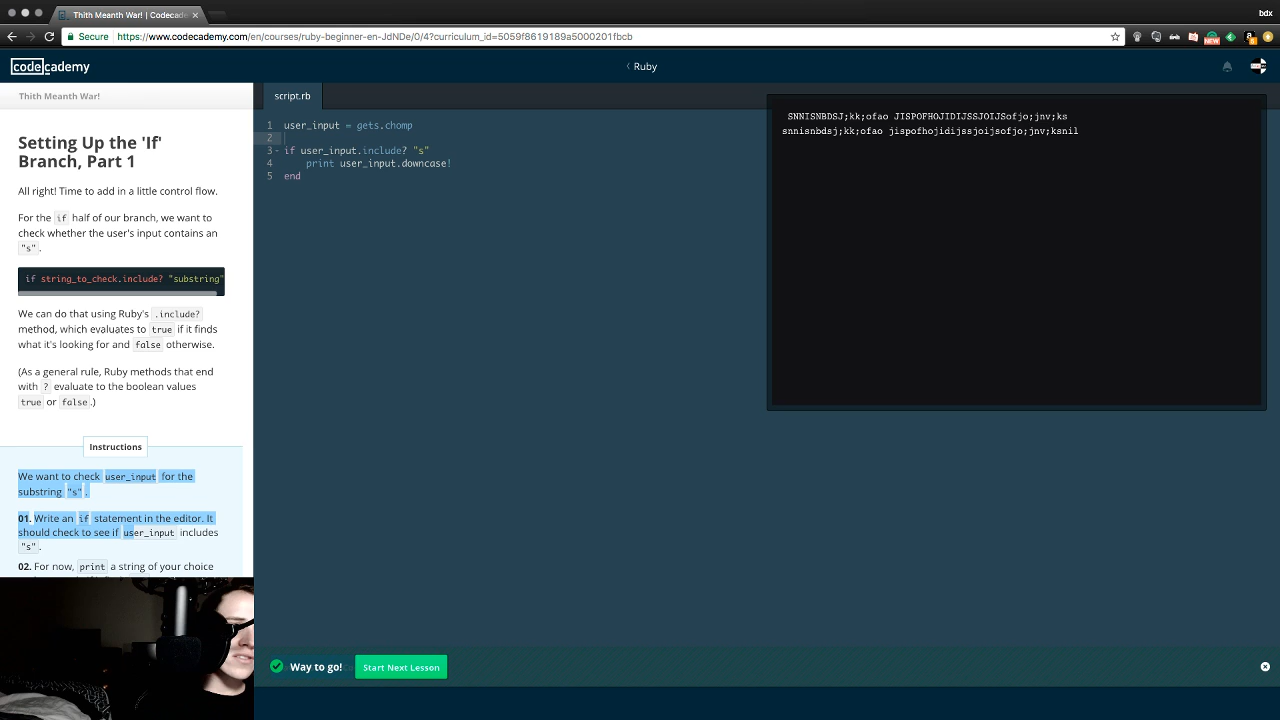 Thith Meanth War! | Codecade
bdx
Secure
https://www.codecademy.com/en/courses/ruby-beginner-en-JdNDe/0/4?curriculum_id=5059f8619189a5000201fbcb
NEW
codecademy
Ruby
Thith Meanth War!
script.rb
Setting Up the 'If'
Branch, Part 1
All right! Time to add in a little control flow.
For the if half of our branch, we want to
check whether the user's input contains an
"s".
if string_to_check.include? "substring"
We can do that using Ruby's .include?
method, which evaluates to true if it finds
what it's looking for and false otherwise.
(As a general rule, Ruby methods that end
with ? evaluate to the boolean values
true or false.)
Instructions
We want to check user_input for the
substring "s".
01. Write an if statement in the editor. It
should check to see if user_input includes
"s".
02. For now, print a string of your choice
1 user_input = gets.chomp
2
3 if user_input.include? "s"
4 print user_input.downcase!
5 end
SNNISNBDSJ;kk;ofao JISPOFHOJIDIJSSJOIJSofjo;jnv;ks
snnisnbdsj;kk;ofao jispofhojidijssjoijsofjo;jnv;ksnil
Way to go!
Start Next Lesson